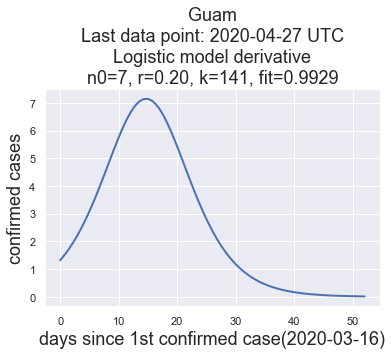 Guam
Last data point: 2020-04-27 UTC
Logistic model derivative
n0=7, r=0.20, k=141, fit=0.9929
7
6
5
4
3
2
1
0
confirmed cases
0 10 20 30 40 50
days since 1st confirmed case(2020-03-16)